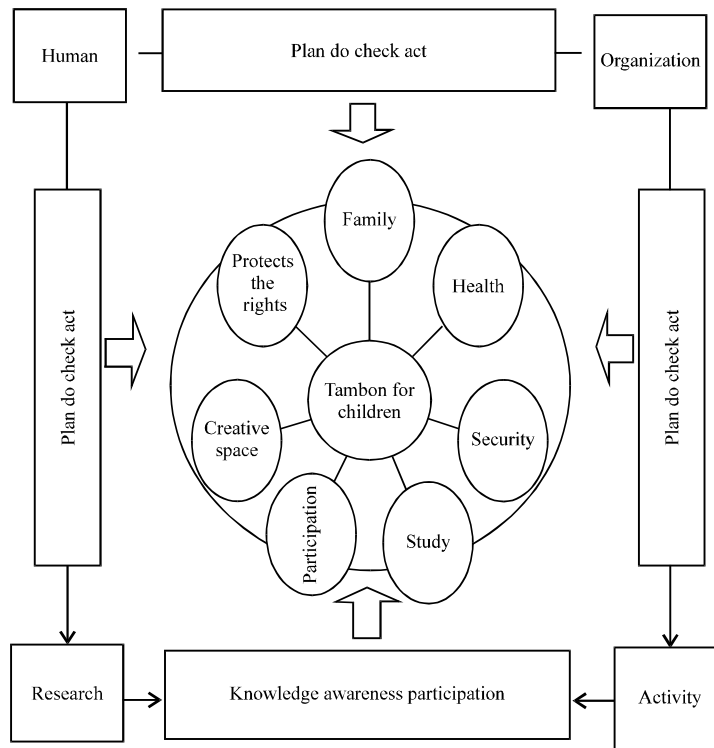 Human
Plan do check act
Organization
Family
Protects
the
rights
Health
Plan do check act
Plan do check act
Tambon for
children
Creative
space
Security
Participation
Study
Research
Knowledge awareness participation
Activity